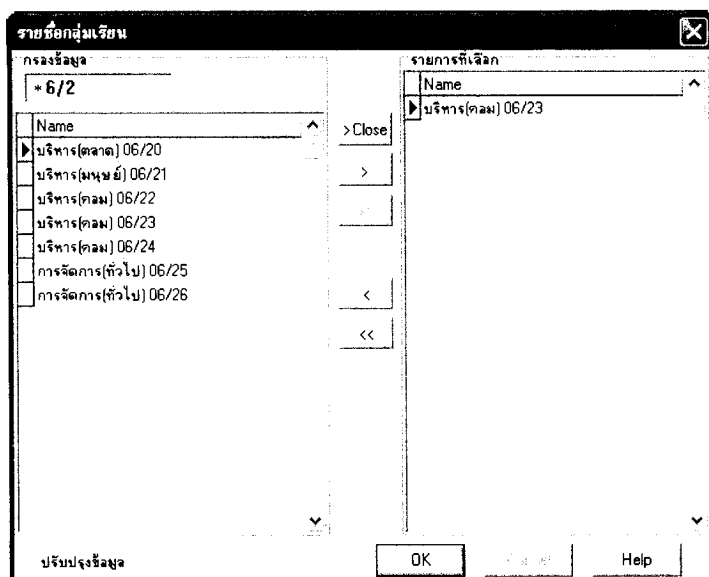 รายชื่อกลุ่มเรียน
กรองข้อมูล
*6/2
Name
บริหาร(ตลาด) 06/20
บริหาร(มนุษย์) 06/21
บริหาร(คอม) 06/22
บริหาร(คอม) 06/23
บริหาร(คอม) 06/24
การจัดการ(ทั่วไป) 06/25
การจัดการ(ทั่วไป) 06/26
>Close
>
<
<<
รายการที่เลือก
Name
บริหาร(คอม) 06/23
ปรับปรุงข้อมูล
OK
Help